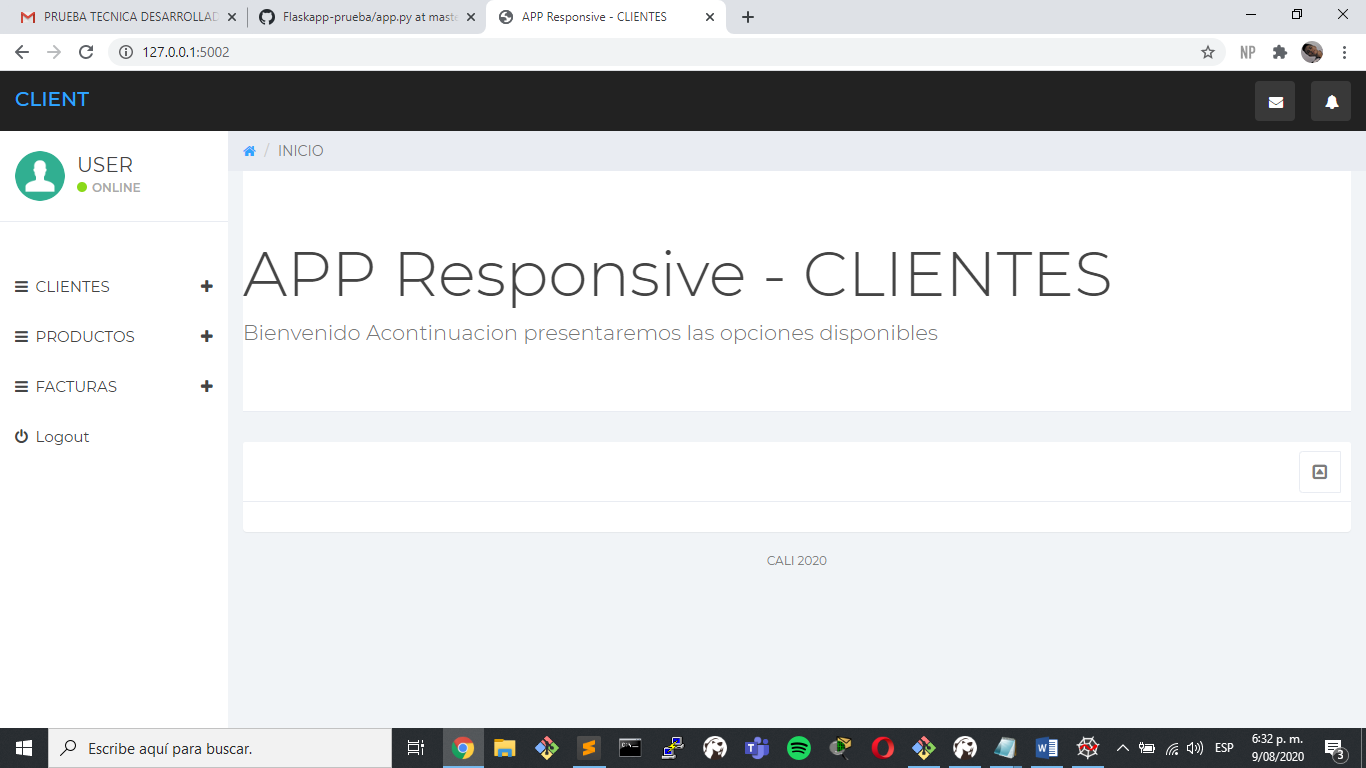 PRUEBA TECNICA DESARROLLAD
Flaskapp-prueba/app.py at maste
APP Responsive - CLIENTES
127.0.0.1:5002
NP
CLIENT
USER
ONLINE
INICIO
CLIENTES
PRODUCTOS
FACTURAS
Logout
APP Responsive - CLIENTES
Bienvenido Acontinuacion presentaremos las opciones disponibles
CALI 2020
Escribe aquí para buscar.
ESP
6:32 p. m.
9/08/2020
3